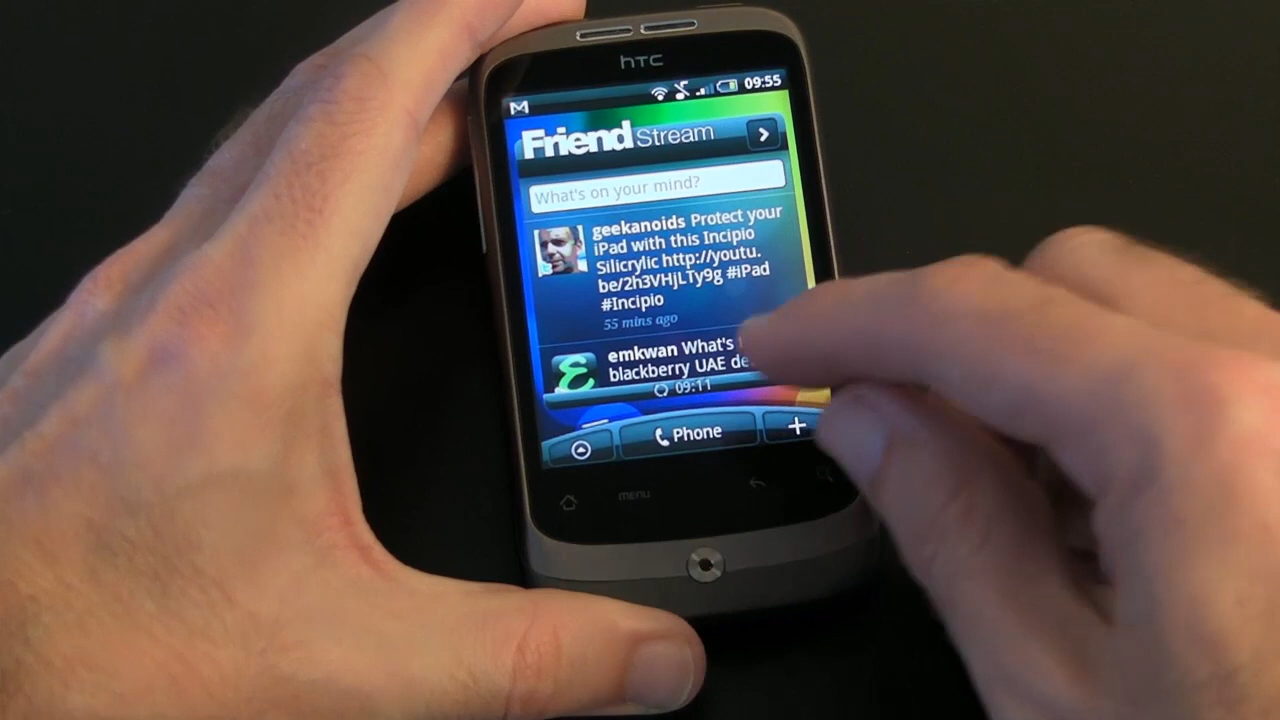 hTC
09:55
Friend Stream
What's on your mind?
geekanoids Protect your
iPad with this Incipio
Silicrylic http://youtu.
be/2h3VHjLTy9g #iPad
#Incipio
55 mins ago
emkwan What's
blackberry UAE de
09:11
Phone
menu